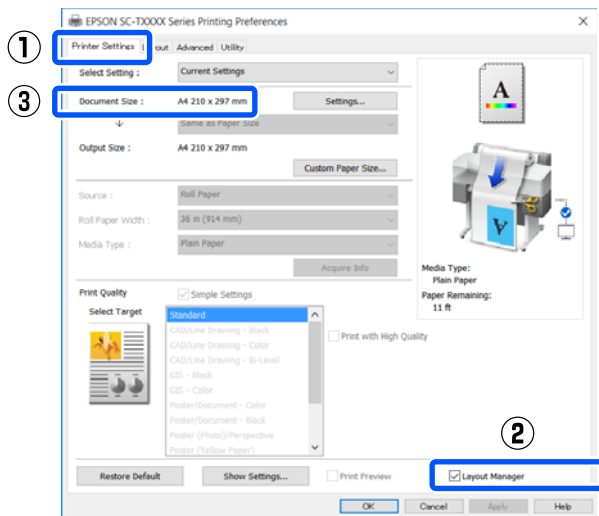 EPSON SC-TXXXX Series Printing Preferences
①
Printer Settings out Advanced Utility
Select Setting : Current Settings
③
Document Size : A4 210 x 297 mm Settings...
Same as Paper Size
Output Size : A4 210 x 297 mm
Custom Paper Size...
Source : Roll Paper
Roll Paper Width : 36 in (914 mm)
Media Type : Plain Paper
Acquire Info
Print Quality Simple Settings
Select Target
Standard
CAD/Line Drawing - Black
CAD/Line Drawing - Color
CAD/Line Drawing - Bi-Level
GIS - Black
GIS - Color
Poster/Document - Color
Poster/Document - Black
Poster (Photo)/Perspective
Poster (Yellow Paper)
Print with High Quality
A
A
Media Type:
Plain Paper
Paper Remaining:
11 ft
②
Restore Default Show Settings... Print Preview Layout Manager
OK Cancel Apply Help